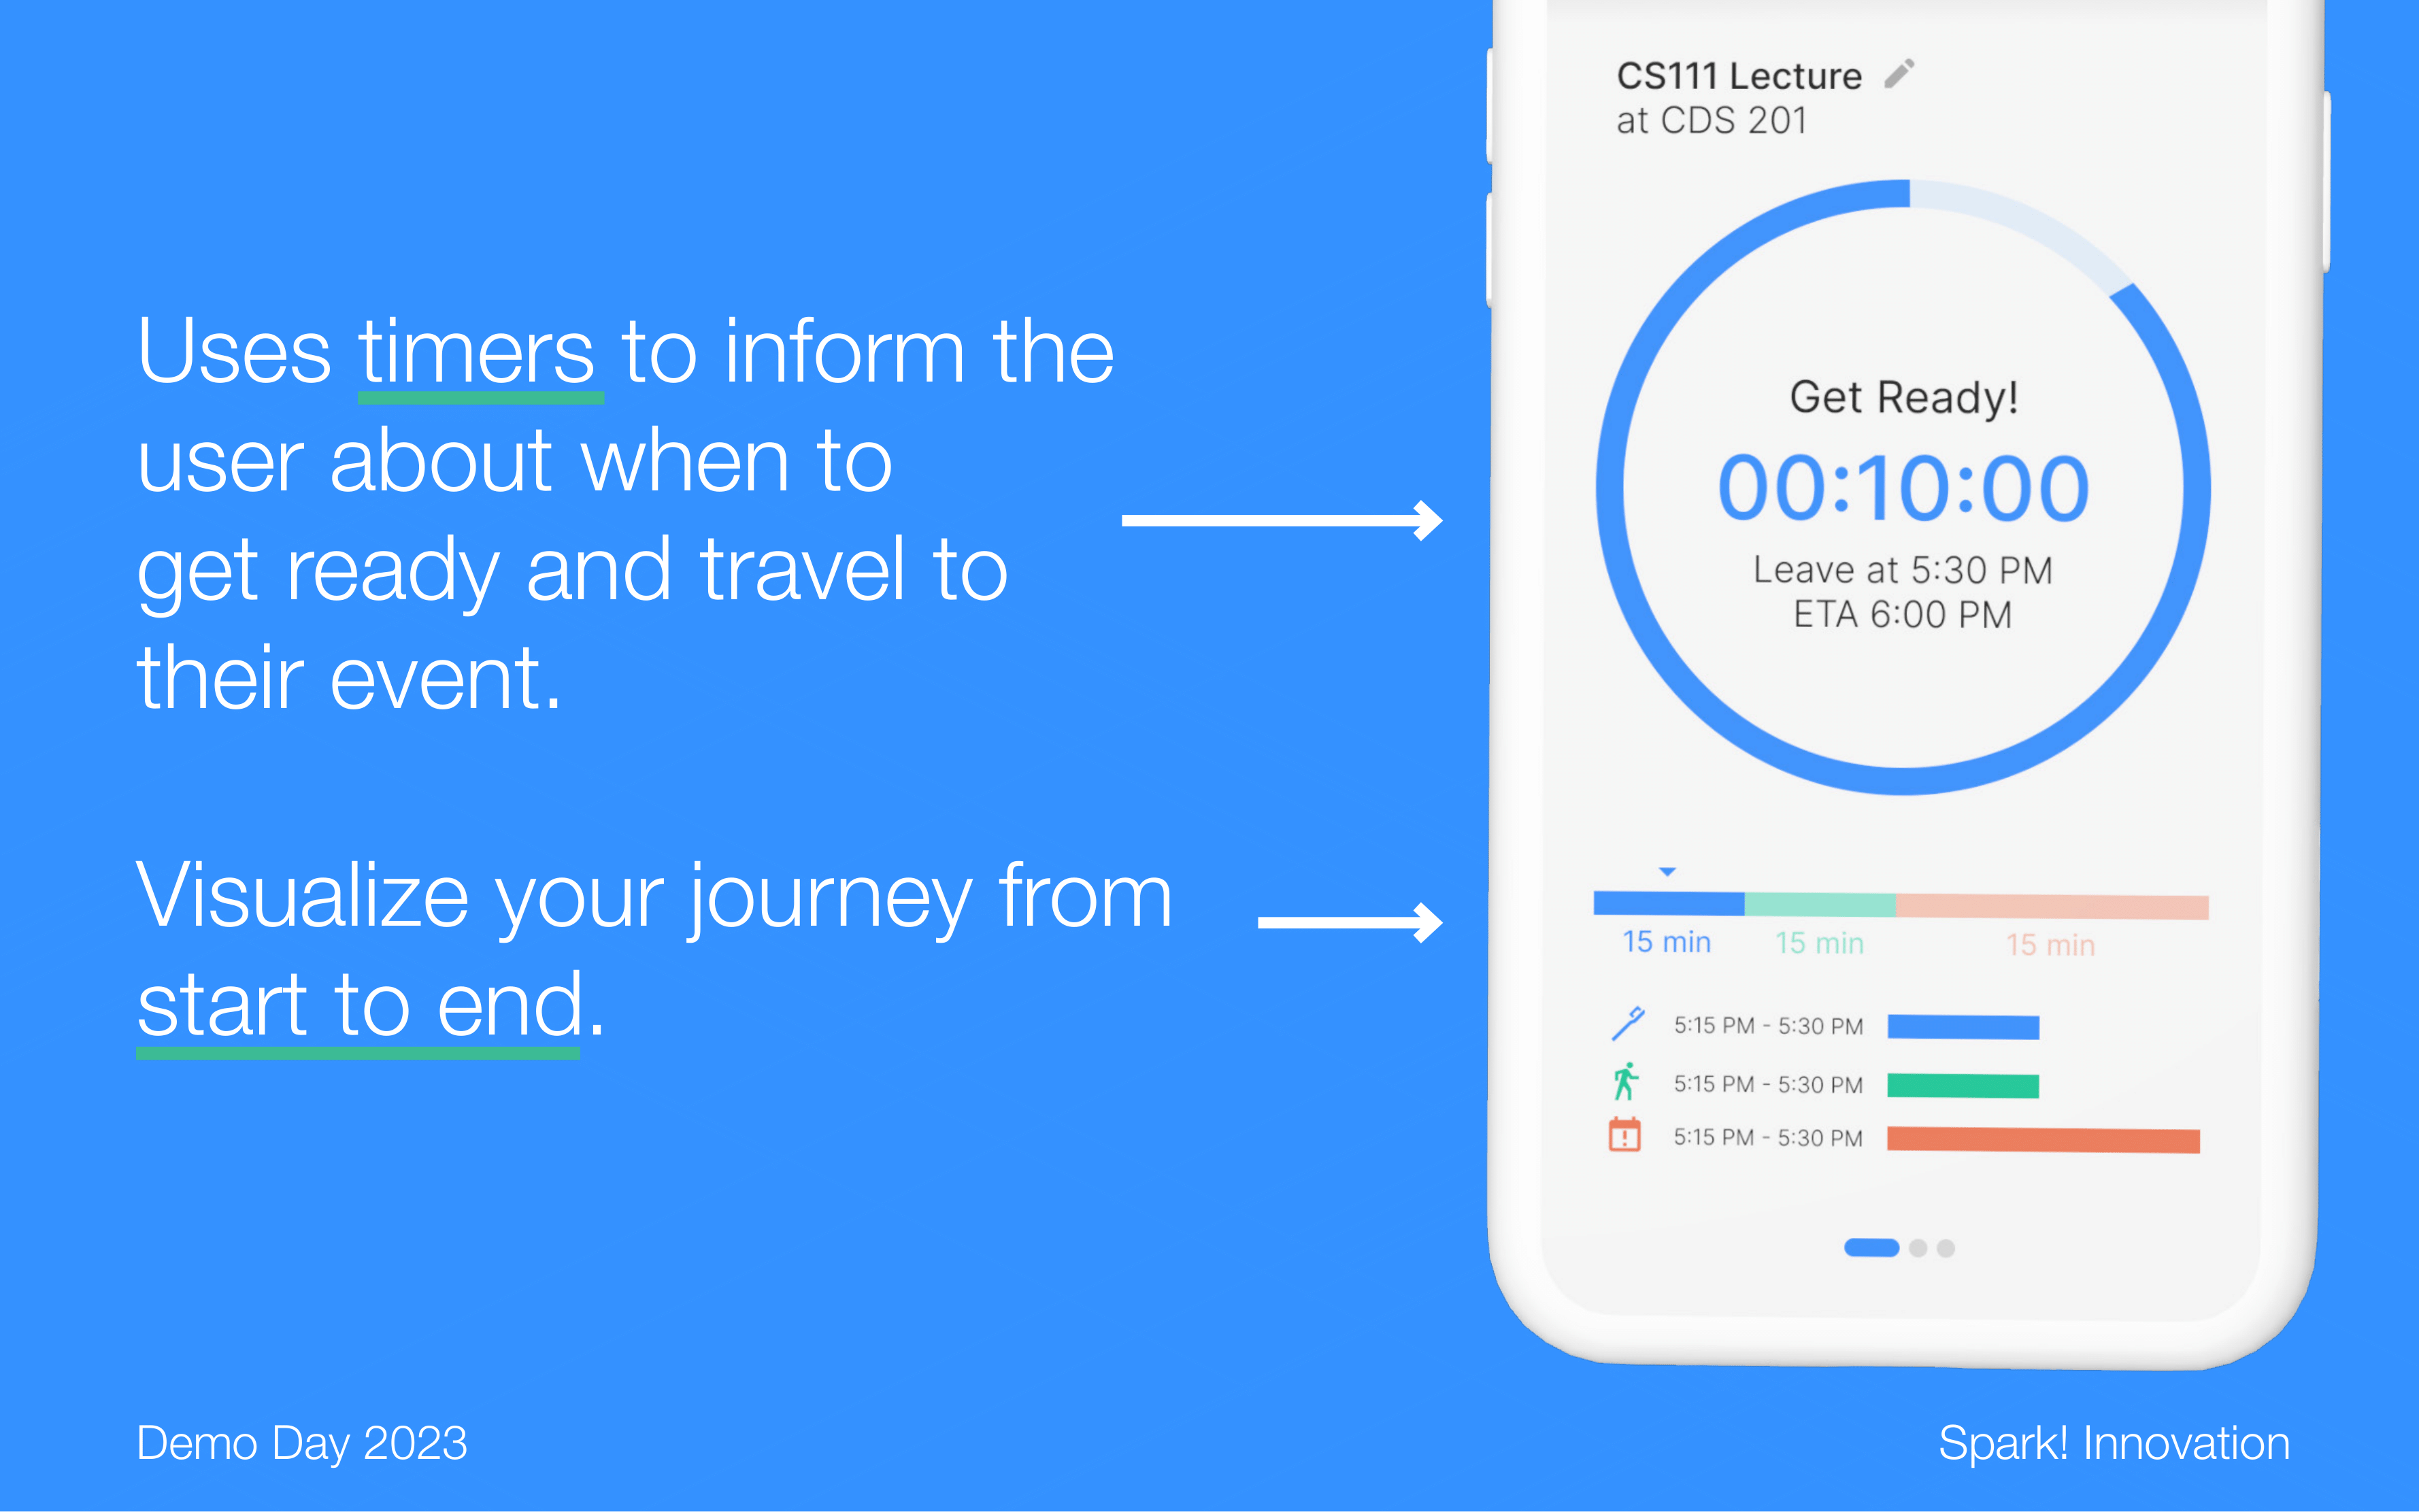 Uses timers to inform the
user about when to
get ready and travel to
their event.
Visualize your journey from
start to end.
CS111 Lecture
at CDS 201
Get Ready!
00:10:00
Leave at 5:30 PM
ETA 6:00 PM
15 min 15 min 15 min
5:15 PM - 5:30 PM
5:15 PM - 5:30 PM
5:15 PM - 5:30 PM
Demo Day 2023
Spark! Innovation